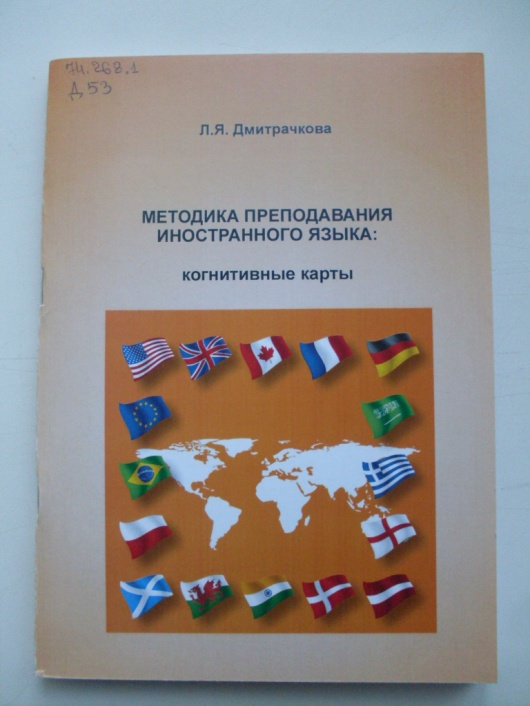 74.268.1
Д 53
Л.Я. Дмитрачкова
МЕТОДИКА ПРЕПОДАВАНИЯ
ИНОСТРАННОГО ЯЗЫКА:
когнитивные карты